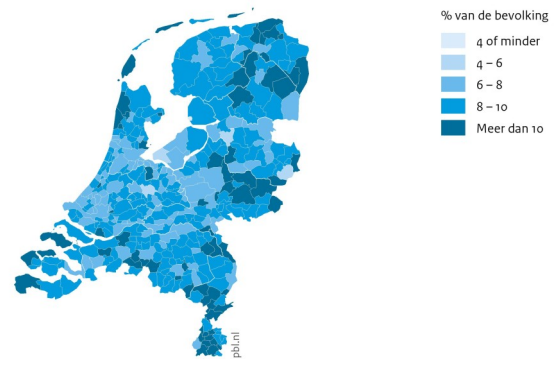 % van de bevolking
4 of minder
4 – 6
6 – 8
8 – 10
Meer dan 10
pbl.nl